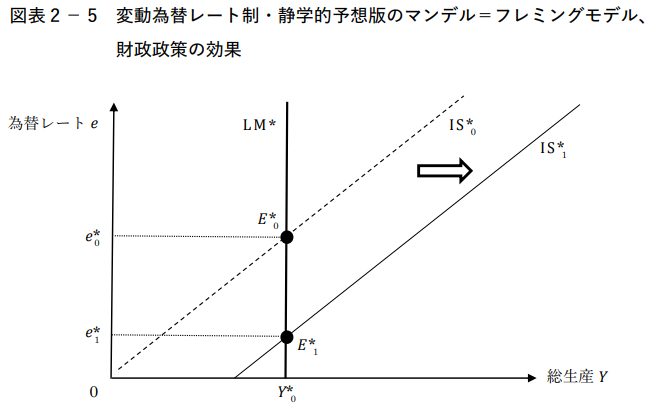 図表2-5 変動為替レート制・静学的予想版のマンデル=フレミングモデル、
財政政策の効果
為替レート e
LM*
IS*0
IS*1
E*0
e*0
e*1
E*1
0
Y*0
総生産 Y